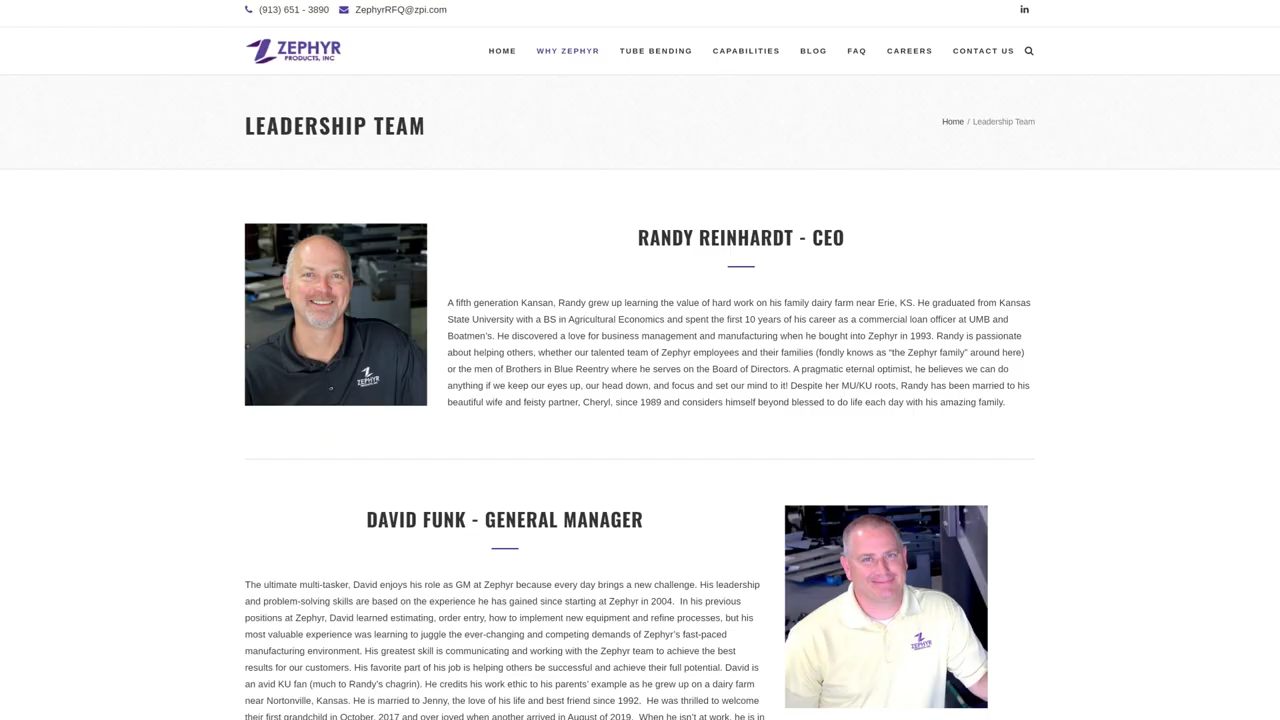 (913) 651 - 3890 ZephyrRFQ@zpi.com in
ZEPHYR
PRODUCTS, INC
HOME WHY ZEPHYR TUBE BENDING CAPABILITIES BLOG FAQ CAREERS CONTACT US
LEADERSHIP TEAM
Home / Leadership Team
RANDY REINHARDT - CEO
A fifth generation Kansan, Randy grew up learning the value of hard work on his family dairy farm near Erie, KS. He graduated from Kansas
State University with a BS in Agricultural Economics and spent the first 10 years of his career as a commercial loan officer at UMB and
Boatmen's. He discovered a love for business management and manufacturing when he bought into Zephyr in 1993. Randy is passionate
about helping others, whether our talented team of Zephyr employees and their families (fondly knows as “the Zephyr family” around here)
or the men of Brothers in Blue Reentry where he serves on the Board of Directors. A pragmatic eternal optimist, he believes we can do
anything if we keep our eyes up, our head down, and focus and set our mind to it! Despite her MU/KU roots, Randy has been married to his
beautiful wife and feisty partner, Cheryl, since 1989 and considers himself beyond blessed to do life each day with his amazing family.
ZEPHYR
DAVID FUNK - GENERAL MANAGER
The ultimate multi-tasker, David enjoys his role as GM at Zephyr because every day brings a new challenge. His leadership
and problem-solving skills are based on the experience he has gained since starting at Zephyr in 2004. In his previous
positions at Zephyr, David learned estimating, order entry, how to implement new equipment and refine processes, but his
most valuable experience was learning to juggle the ever-changing and competing demands of Zephyr's fast-paced
manufacturing environment. His greatest skill is communicating and working with the Zephyr team to achieve the best
results for our customers. His favorite part of his job is helping others be successful and achieve their full potential. David is
an avid KU fan (much to Randy's chagrin). He credits his work ethic to his parents' example as he grew up on a dairy farm
near Nortonville, Kansas. He is married to Jenny, the love of his life and best friend since 1992. He was thrilled to welcome
their first grandchild in October, 2017 and over joyed when another arrived in August of 2019. When he isn't at work, he is in
ZEPHYR